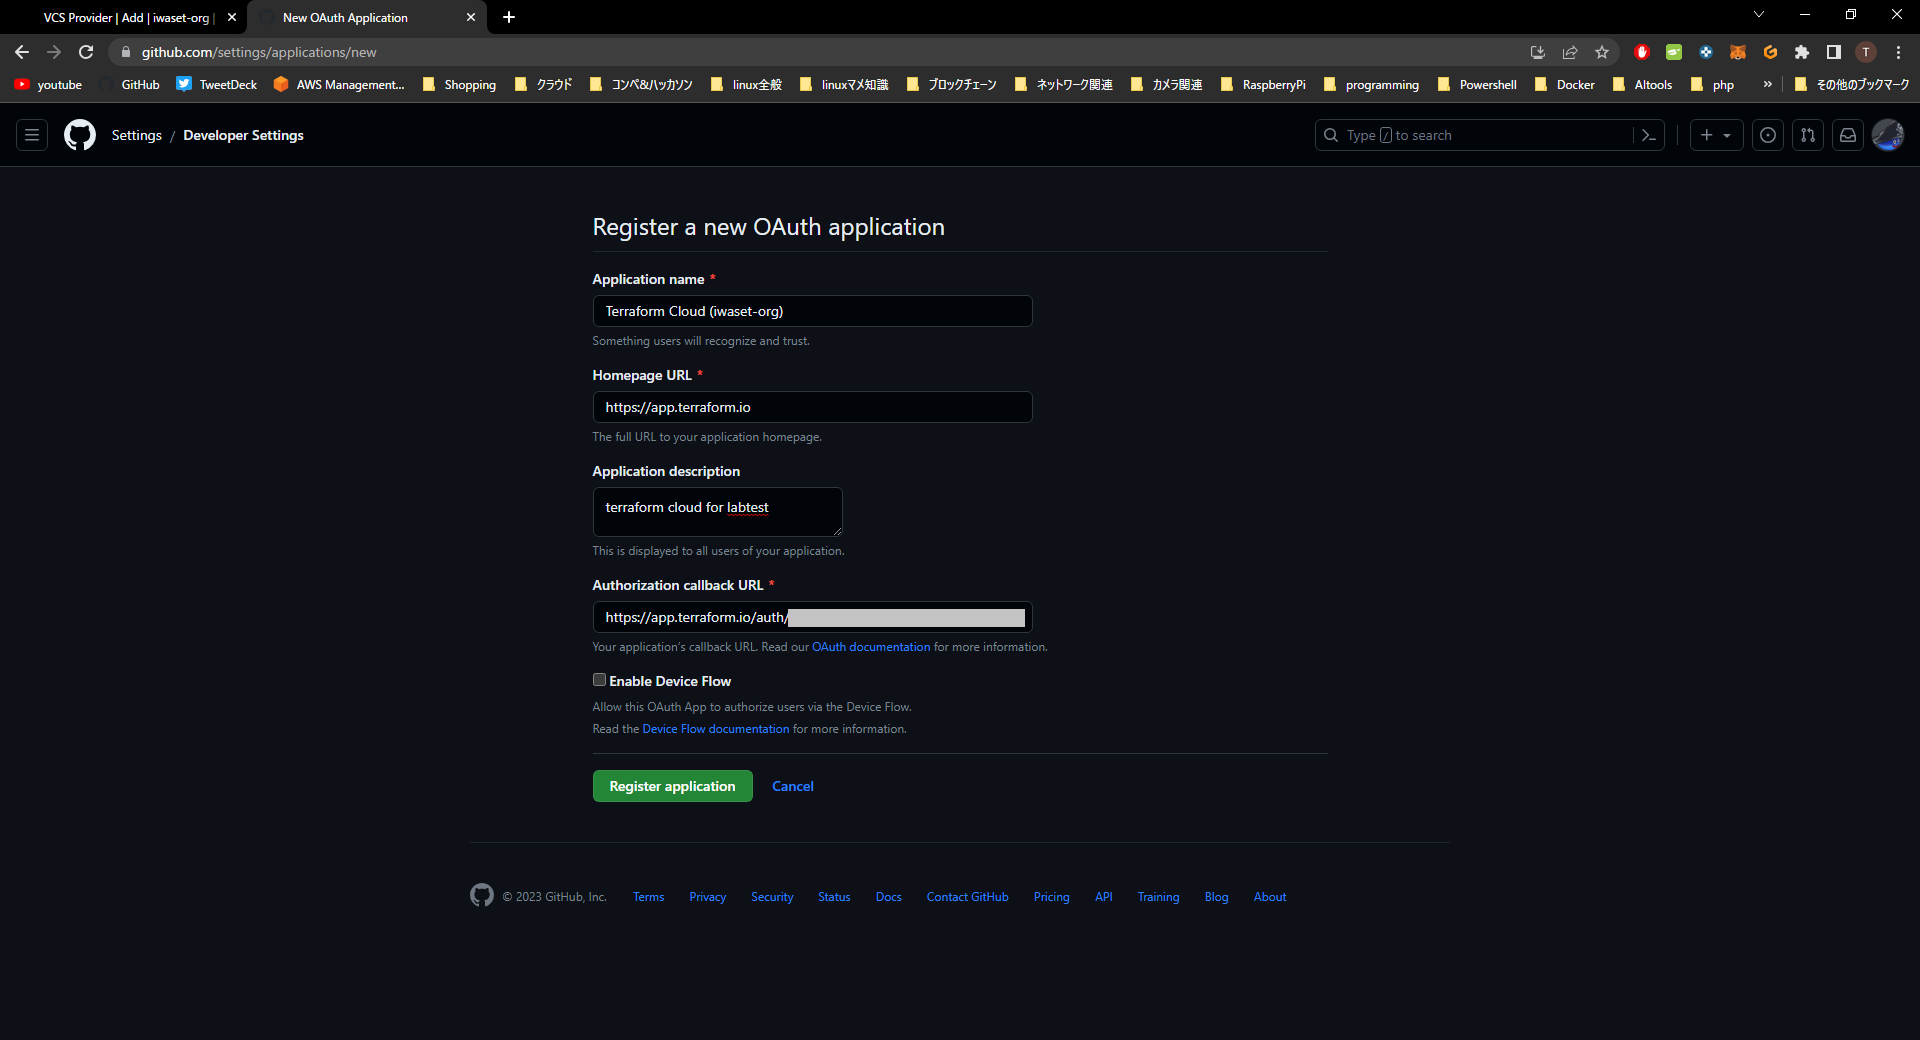 VCS Provider | Add | iwaset-org |
New OAuth Application
github.com/settings/applications/new
T
youtube
GitHub
TweetDeck
AWS Management...
Shopping
クラウド
コンペ&ハッカソン
linux全般
linuxマメ知識
ブロックチェーン
ネットワーク関連
カメラ関連
RaspberryPi
programming
Powershell
Docker
AItools
php
»
その他のブックマーク
Settings / Developer Settings
Type / to search
Register a new OAuth application
Application name *
Terraform Cloud (iwaset-org)
Something users will recognize and trust.
Homepage URL *
https://app.terraform.io
The full URL to your application homepage.
Application description
terraform cloud for labtest
This is displayed to all users of your application.
Authorization callback URL *
https://app.terraform.io/auth/
Your application's callback URL. Read our OAuth documentation for more information.
Enable Device Flow
Allow this OAuth App to authorize users via the Device Flow.
Read the Device Flow documentation for more information.
Register application
Cancel
© 2023 GitHub, Inc.
Terms
Privacy
Security
Status
Docs
Contact GitHub
Pricing
API
Training
Blog
About